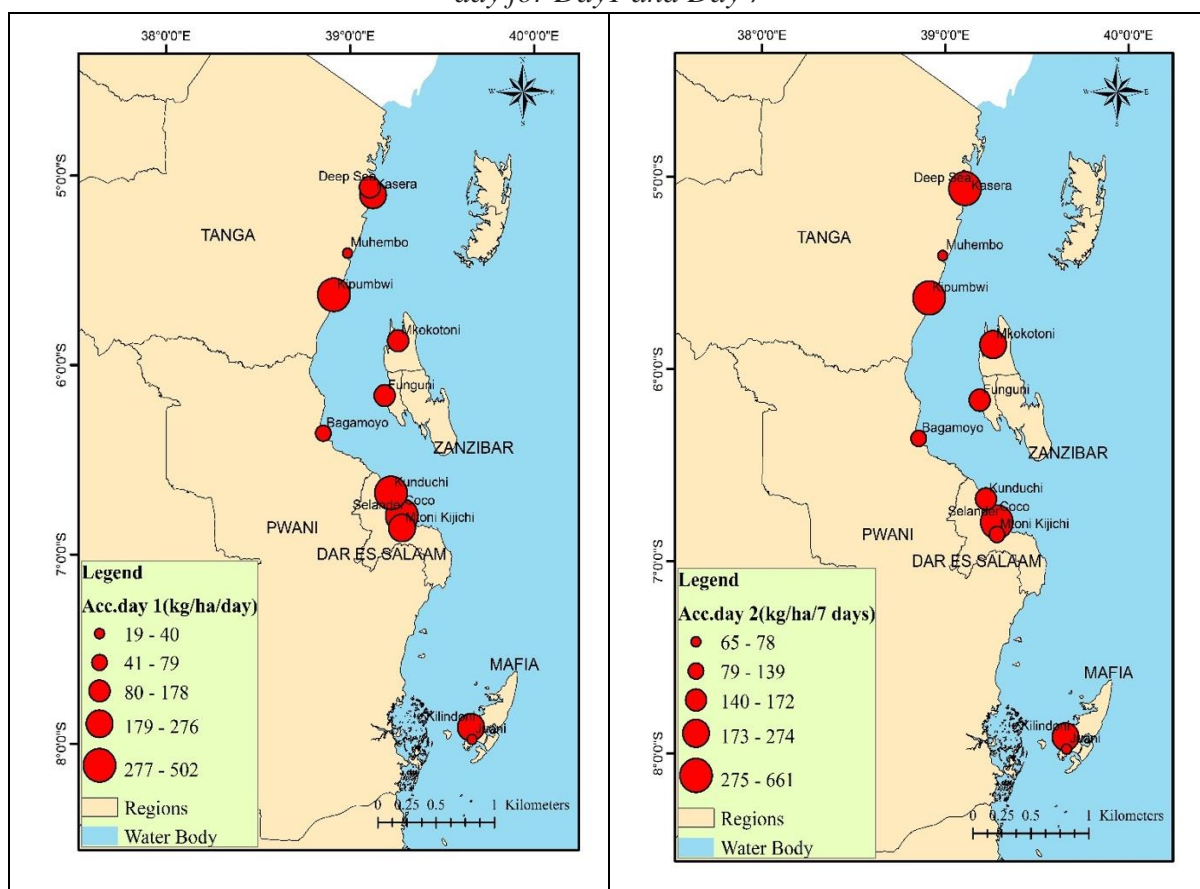 day for Day1 and Day 7
38°0'0"E 39°0'0"E 40°0'0"E
5°0'0"S
6°0'0"S
7°0'0"S
8°0'0"S
N
W E
S
Deep Sea
Kasera
TANGA
Muhembo
Kipumbwi
Mkokotoni
Funguni
Bagamoyo
ZANZIBAR
Kunduchi
Coco
Selander
Mtoni Kijichi
PWANI
DAR ES SALAAM
MAFIA
Kilindoni
Juani
Legend
Acc.day 1(kg/ha/day)
19 - 40
41 - 79
80 - 178
179 - 276
277 - 502
Regions
Water Body
0 0.25 0.5 1 Kilometers
38°0'0"E 39°0'0"E 40°0'0"E
5°0'0"S
6°0'0"S
7°0'0"S
8°0'0"S
N
W E
S
Deep Sea
Kasera
TANGA
Muhembo
Kipumbwi
Mkokotoni
Funguni
Bagamoyo
ZANZIBAR
Kunduchi
Coco
Selander
Mtoni Kijichi
PWANI
DAR ES SALAAM
MAFIA
Kilindoni
Juani
Legend
Acc.day 2(kg/ha/7 days)
65 - 78
79 - 139
140 - 172
173 - 274
275 - 661
Regions
Water Body
0 0.25 0.5 1 Kilometers